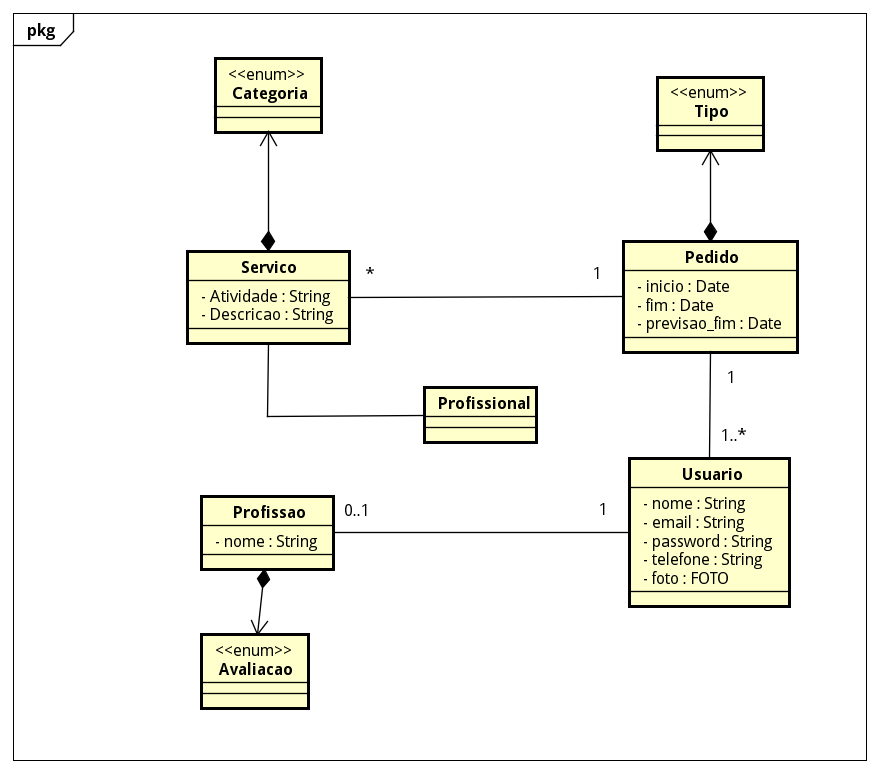 pkg
<<enum>>
Categoria
<<enum>>
Tipo
Servico
- Atividade : String
- Descricao : String
*
1
Pedido
- inicio : Date
- fim : Date
- previsao_fim : Date
1
1..*
Profissional
Profissao
- nome : String
0..1
1
Usuario
- nome : String
- email : String
- password : String
- telefone : String
- foto : FOTO
<<enum>>
Avaliacao